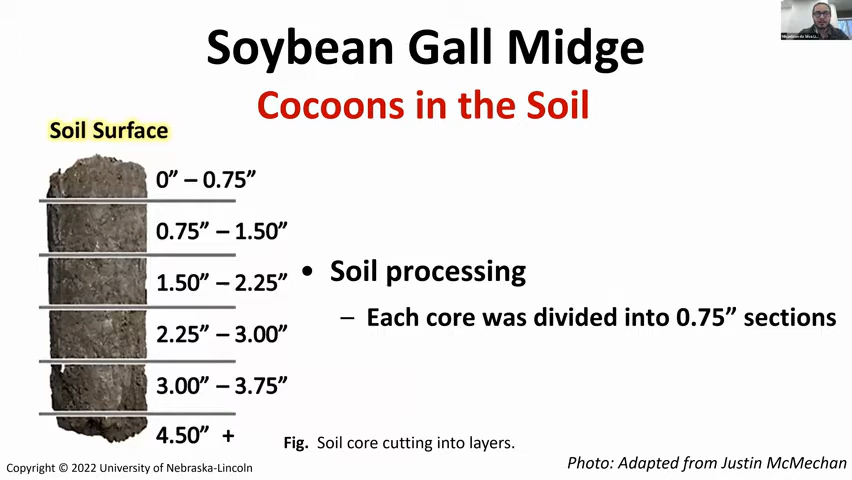 Soybean Gall Midge
Cocoons in the Soil
Soil Surface
0” – 0.75”
0.75” – 1.50”
1.50” – 2.25”
2.25” – 3.00”
3.00” – 3.75”
4.50” +
• Soil processing
– Each core was divided into 0.75” sections
Fig. Soil core cutting into layers.
Photo: Adapted from Justin McMechan
Copyright © 2022 University of Nebraska-Lincoln